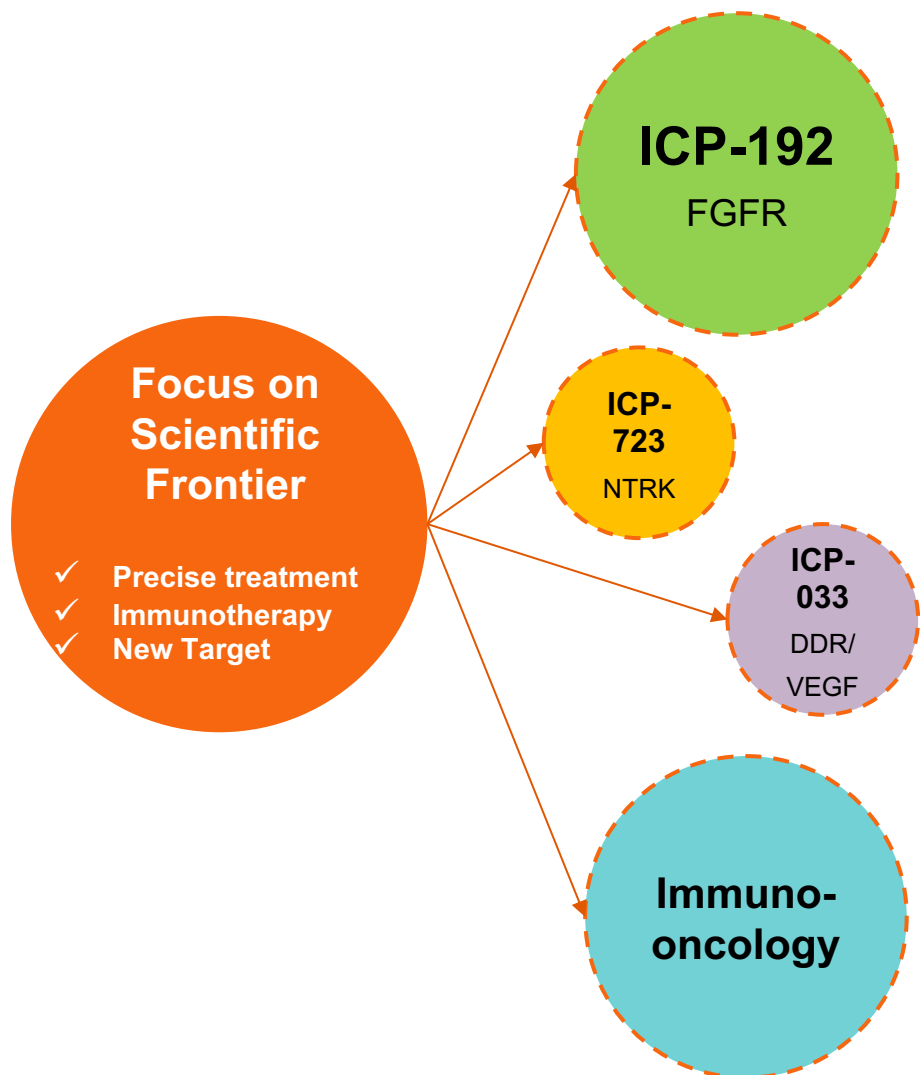 ICP-192
FGFR
Focus on
Scientific
Frontier
✓ Precise treatment
✓ Immunotherapy
✓ New Target
ICP-
723
NTRK
ICP-
033
DDR/
VEGF
Immuno-
oncology